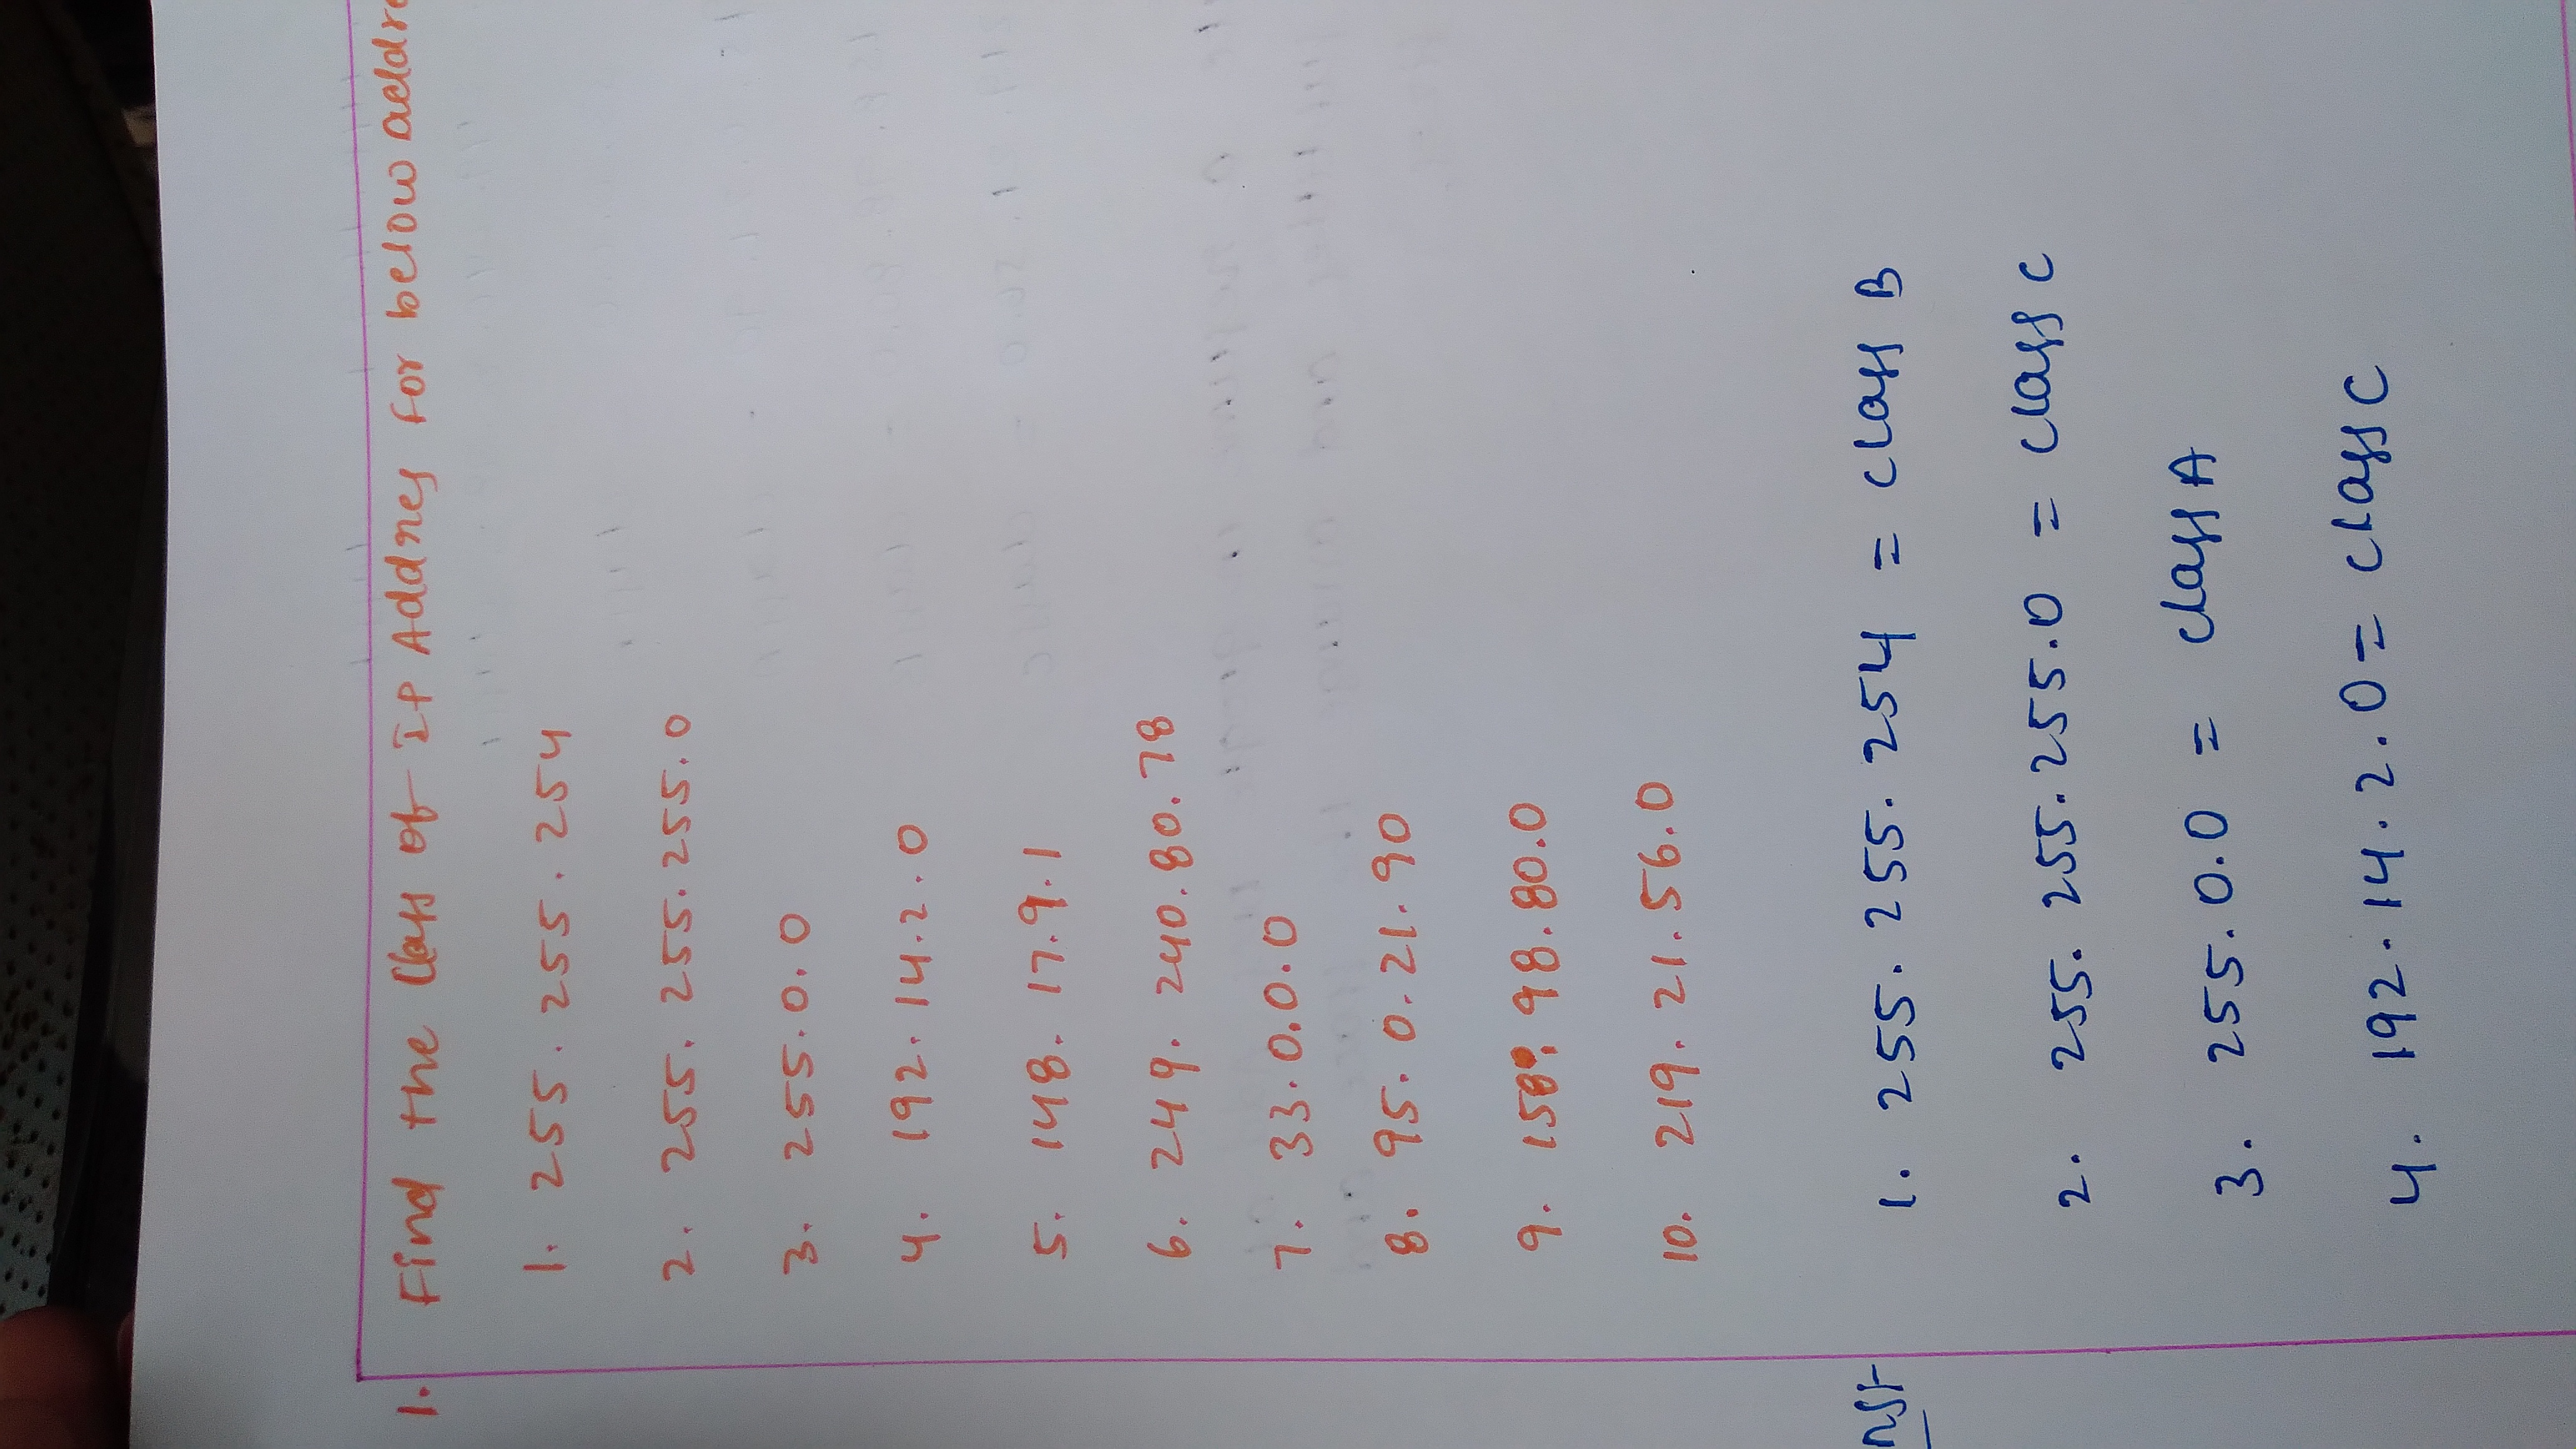 1. Find the Class of IP Addres For below addre
1. 255.255.254
2. 255.255.255.0
3. 255.0.0
4. 192.14.2.0
5. 148.17.9.1
6. 249.240.80.78
7. 33.0.0.0
8. 95.0.21.90
9. 158.98.80.0
10. 219.21.56.0
1. 255.255.254 = class B
2. 255.255.255.0 = class C
3. 255.0.0 = class A
4. 192.14.2.0 = class C